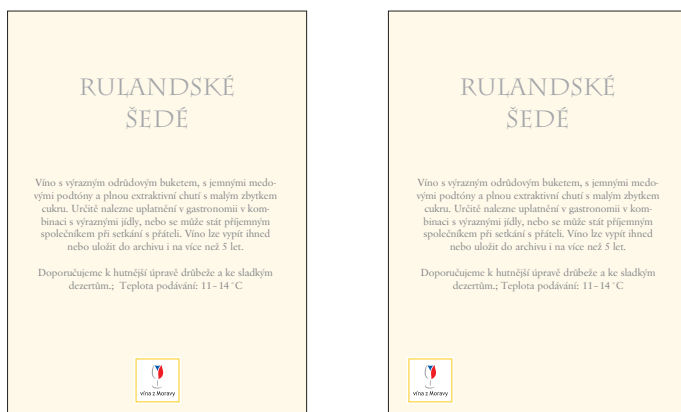 RULANDSKÉ
ŠEDÉ
Víno s výrazným odrůdovým buketem, s jemnými medo-
vými podtóny a plnou extraktivní chutí s malým zbytkem
cukru. Určitě nalezne uplatnění v gastronomii v kom-
binaci s výraznými jídly, nebo se může stát příjemným
společníkem při setkání s přáteli. Víno lze vypít ihned
nebo uložit do archivu i na více než 5 let.
Doporučujeme k hutnější úpravě drůbeže a ke sladkým
dezertům.; Teplota podávání: 11–14 °C
vína z Moravy
RULANDSKÉ
ŠEDÉ
Víno s výrazným odrůdovým buketem, s jemnými medo-
vými podtóny a plnou extraktivní chutí s malým zbytkem
cukru. Určitě nalezne uplatnění v gastronomii v kom-
binaci s výraznými jídly, nebo se může stát příjemným
společníkem při setkání s přáteli. Víno lze vypít ihned
nebo uložit do archivu i na více než 5 let.
Doporučujeme k hutnější úpravě drůbeže a ke sladkým
dezertům.; Teplota podávání: 11–14 °C
vína z Moravy